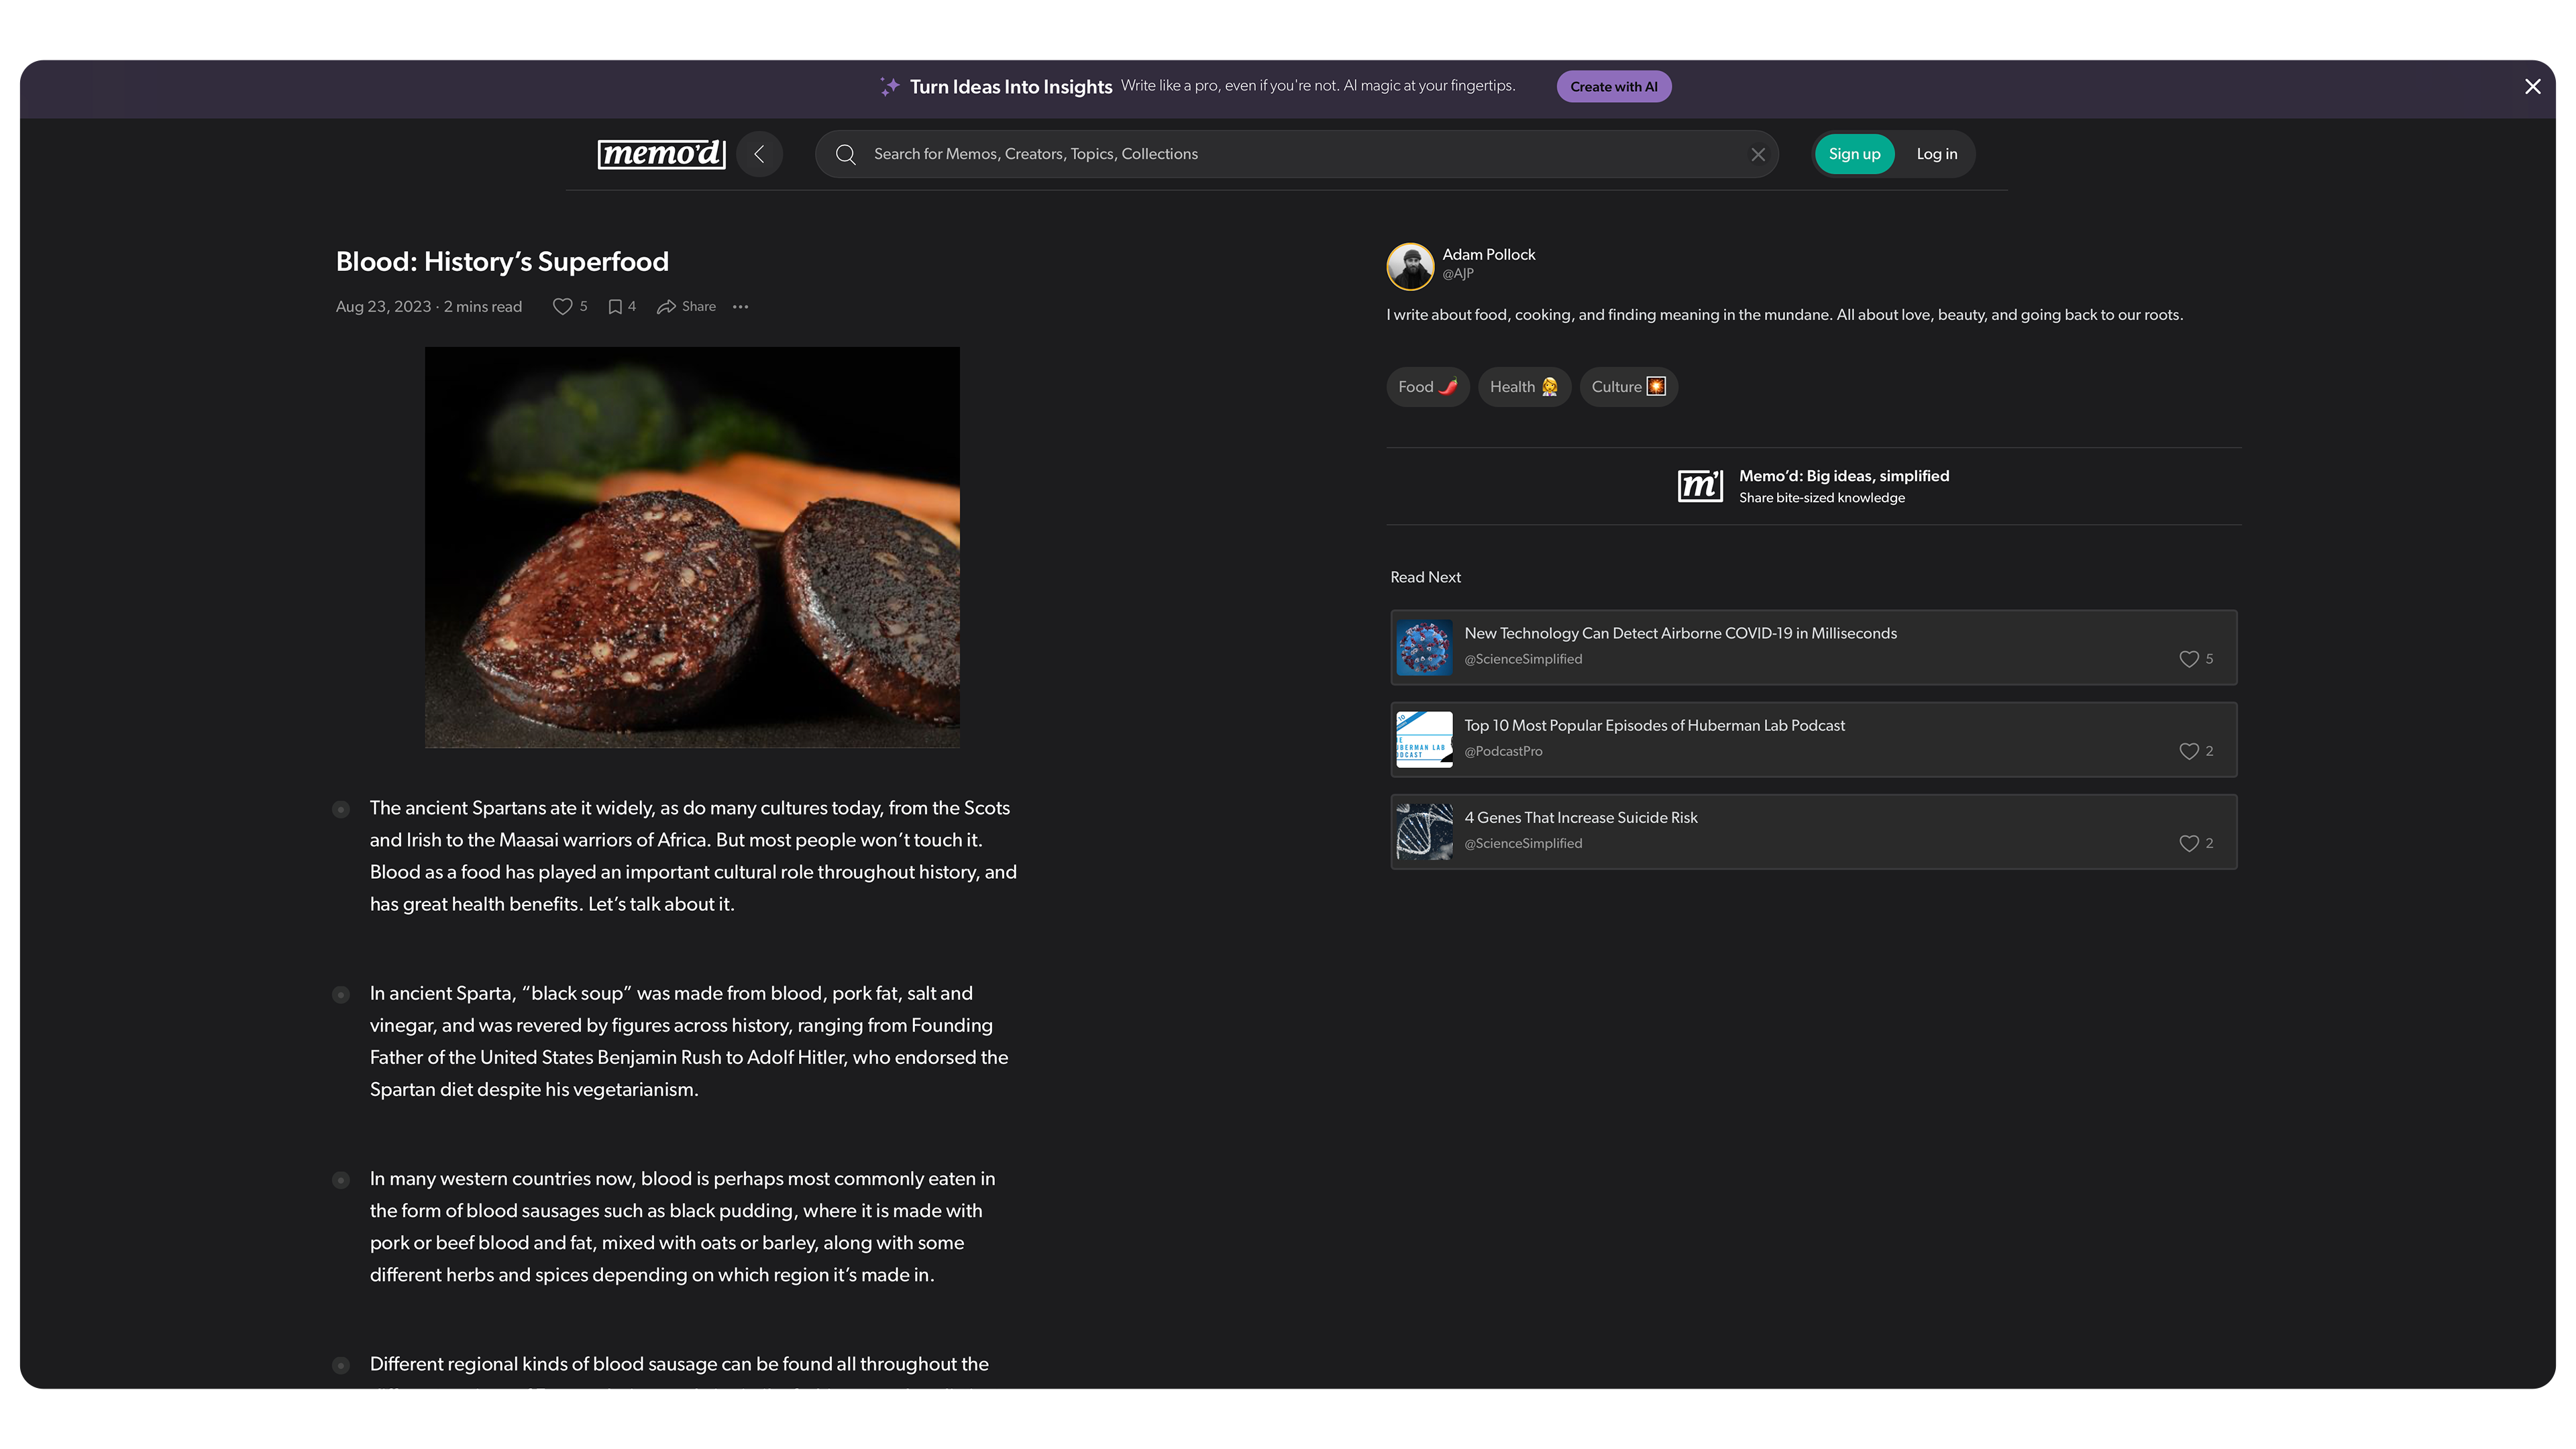 Turn Ideas Into Insights Write like a pro, even if you're not. AI magic at your fingertips. Create with AI
memo'd Search for Memos, Creators, Topics, Collections Sign up Log in
Blood: History’s Superfood
Aug 23, 2023 · 2 mins read 5 4 Share
The ancient Spartans ate it widely, as do many cultures today, from the Scots
and Irish to the Maasai warriors of Africa. But most people won’t touch it.
Blood as a food has played an important cultural role throughout history, and
has great health benefits. Let’s talk about it.
In ancient Sparta, “black soup” was made from blood, pork fat, salt and
vinegar, and was revered by figures across history, ranging from Founding
Father of the United States Benjamin Rush to Adolf Hitler, who endorsed the
Spartan diet despite his vegetarianism.
In many western countries now, blood is perhaps most commonly eaten in
the form of blood sausages such as black pudding, where it is made with
pork or beef blood and fat, mixed with oats or barley, along with some
different herbs and spices depending on which region it’s made in.
Different regional kinds of blood sausage can be found all throughout the
Adam Pollock
@AJP
I write about food, cooking, and finding meaning in the mundane. All about love, beauty, and going back to our roots.
Food Health Culture
m' Memo’d: Big ideas, simplified
Share bite-sized knowledge
Read Next
New Technology Can Detect Airborne COVID-19 in Milliseconds
@ScienceSimplified 5
Top 10 Most Popular Episodes of Huberman Lab Podcast
@PodcastPro 2
4 Genes That Increase Suicide Risk
@ScienceSimplified 2